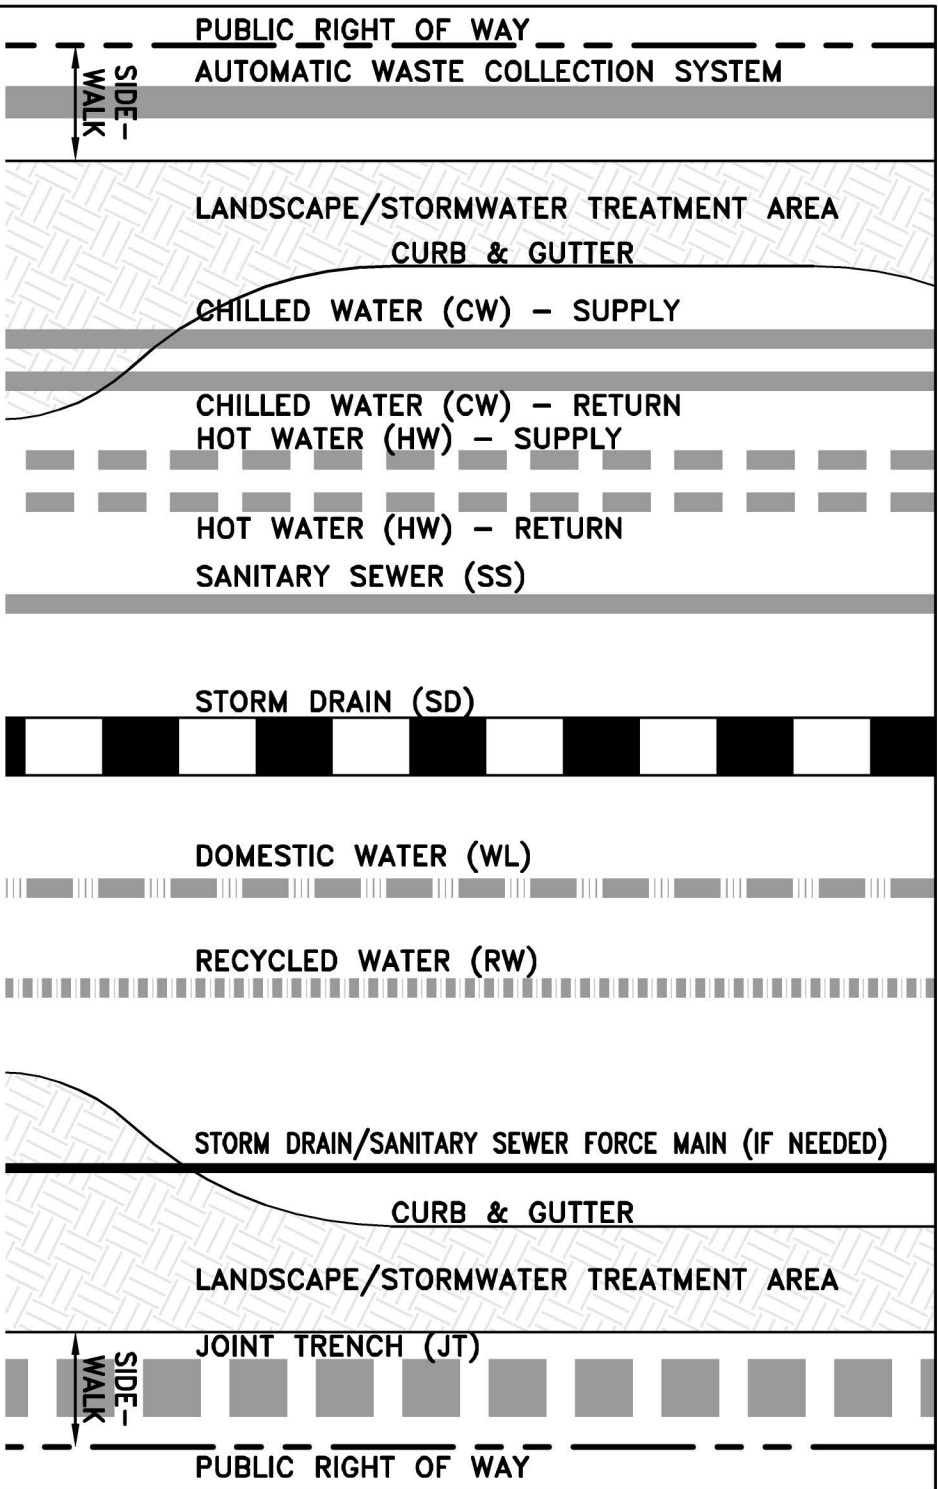 PUBLIC RIGHT OF WAY
AUTOMATIC WASTE COLLECTION SYSTEM
SIDE-
WALK
LANDSCAPE/STORMWATER TREATMENT AREA
CURB & GUTTER
CHILLED WATER (CW) - SUPPLY
CHILLED WATER (CW) - RETURN
HOT WATER (HW) - SUPPLY
HOT WATER (HW) - RETURN
SANITARY SEWER (SS)
STORM DRAIN (SD)
DOMESTIC WATER (WL)
RECYCLED WATER (RW)
STORM DRAIN/SANITARY SEWER FORCE MAIN (IF NEEDED)
CURB & GUTTER
LANDSCAPE/STORMWATER TREATMENT AREA
JOINT TRENCH (JT)
SIDE-
WALK
PUBLIC RIGHT OF WAY